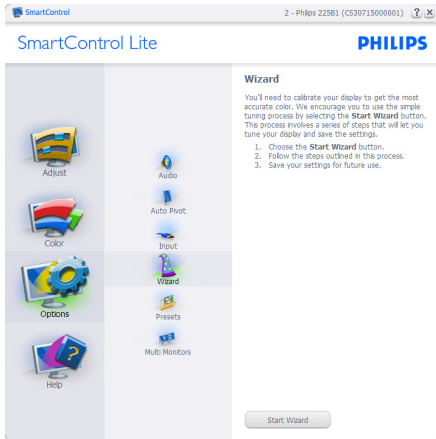 SmartControl
2 - Philips 225B1 (CS30715000001)
?
X
SmartControl Lite
PHILIPS
Adjust
Color
Options
?
Help
Audio
Auto Pivot
Input
Wizard
Presets
Multi Monitors
Wizard
You'll need to calibrate your display to get the most
accurate color. We encourage you to use the simple
tuning process by selecting the Start Wizard button.
This process involves a series of steps that will let you
tune your display and save the settings.
1. Choose the Start Wizard button.
2. Follow the steps outlined in this process.
3. Save your settings for future use.
Start Wizard